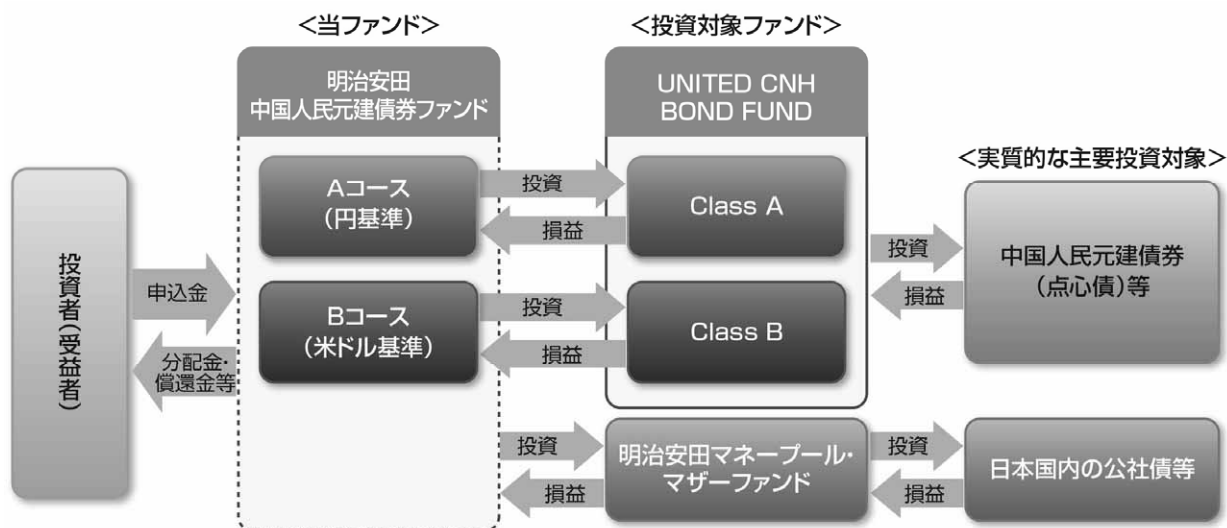 <当ファンド>
<投資対象ファンド>
明治安田
中国人民元建債券ファンド
UNITED CNH
BOND FUND
<実質的な主要投資対象>
投資者(受益者)
申込金
分配金・
償還金等
Aコース
(円基準)
投資
損益
Class A
Bコース
(米ドル基準)
投資
損益
Class B
投資
損益
中国人民元建債券
(点心債)等
投資
損益
明治安田マネープール・
マザーファンド
投資
損益
日本国内の公社債等